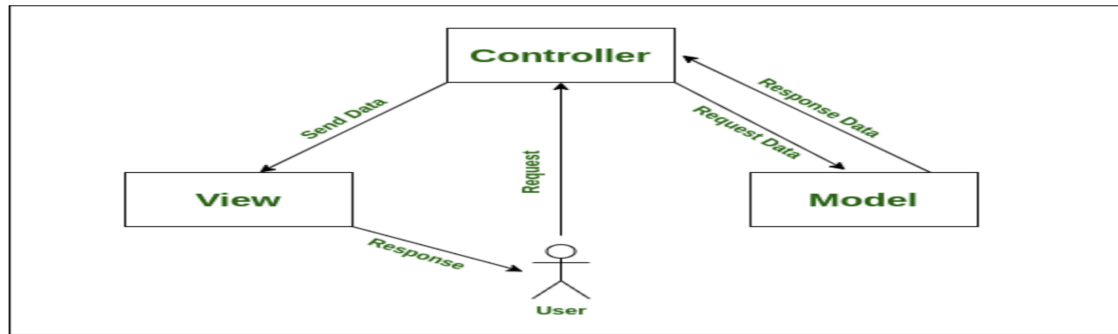 Controller
Send Data
Request
Request Data
Response Data
View
Model
Response
User